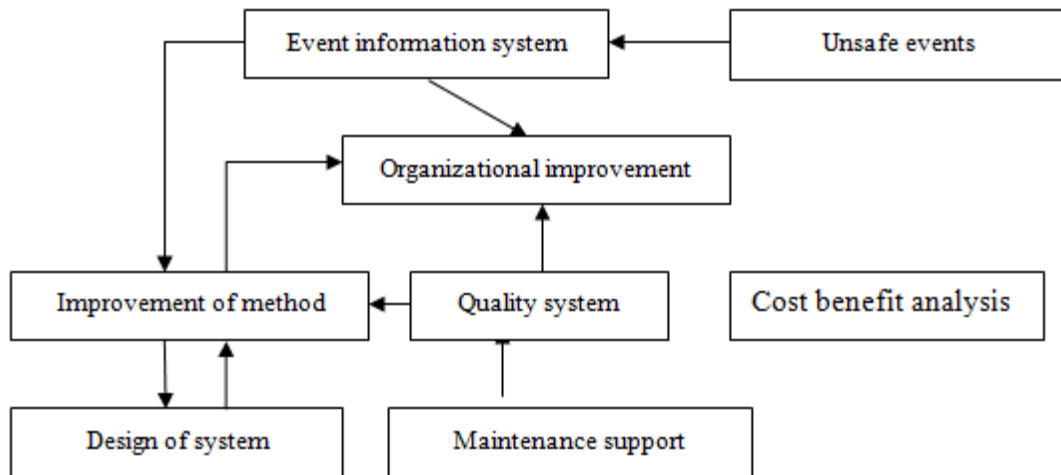 Event information system
Unsafe events
Organizational improvement
Improvement of method
Quality system
Cost benefit analysis
Design of system
Maintenance support